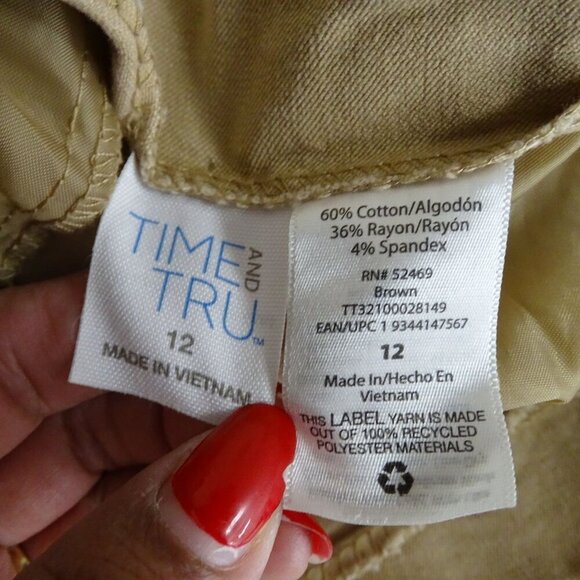 TIME AND
TRU™
12
MADE IN VIETNAM
60% Cotton/Algodón
36% Rayon/Rayón
4% Spandex
RN# 52469
Brown
TT32100028149
EAN/UPC 1 9344147567
12
Made In/Hecho En
Vietnam
THIS LABEL YARN IS MADE
OUT OF 100% RECYCLED
POLYESTER MATERIALS